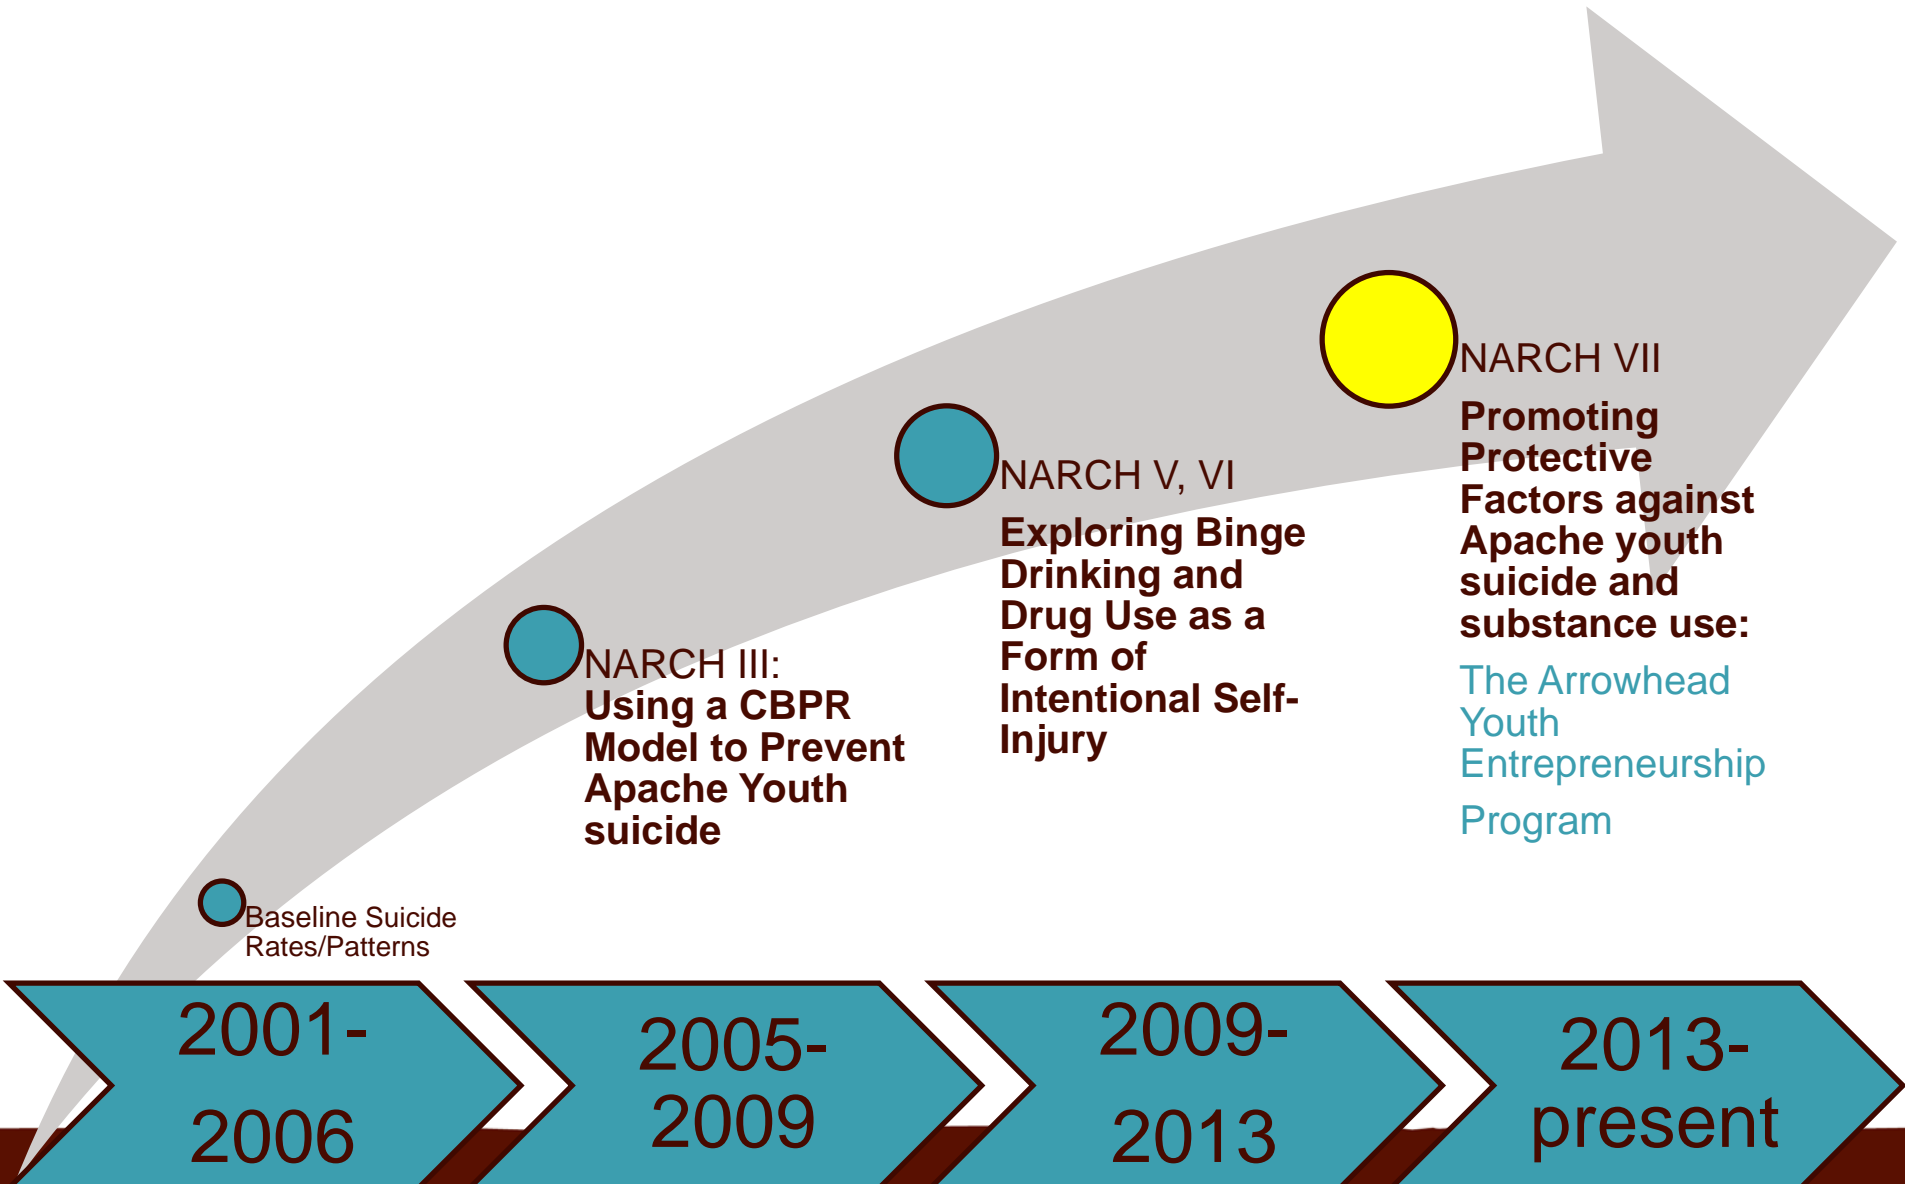 NARCH VII
Promoting
Protective
Factors against
Apache youth
suicide and
substance use:
The Arrowhead
Youth
Entrepreneurship
Program
NARCH V, VI
Exploring Binge
Drinking and
Drug Use as a
Form of
Intentional Self-
Injury
NARCH III:
Using a CBPR
Model to Prevent
Apache Youth
suicide
Baseline Suicide
Rates/Patterns
2001-
2006
2005-
2009
2009-
2013
2013-
present